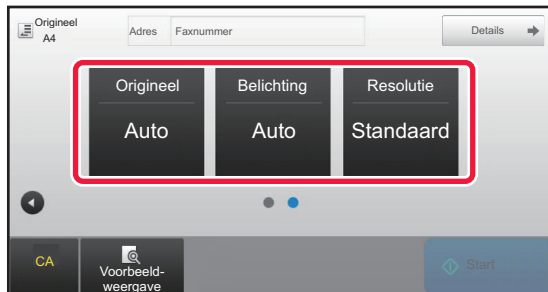 Origineel
A4
Adres Faxnummer
Details
Origineel Belichting Resolutie
Auto Auto Standaard
CA
Voorbeeld-
weergave
Start